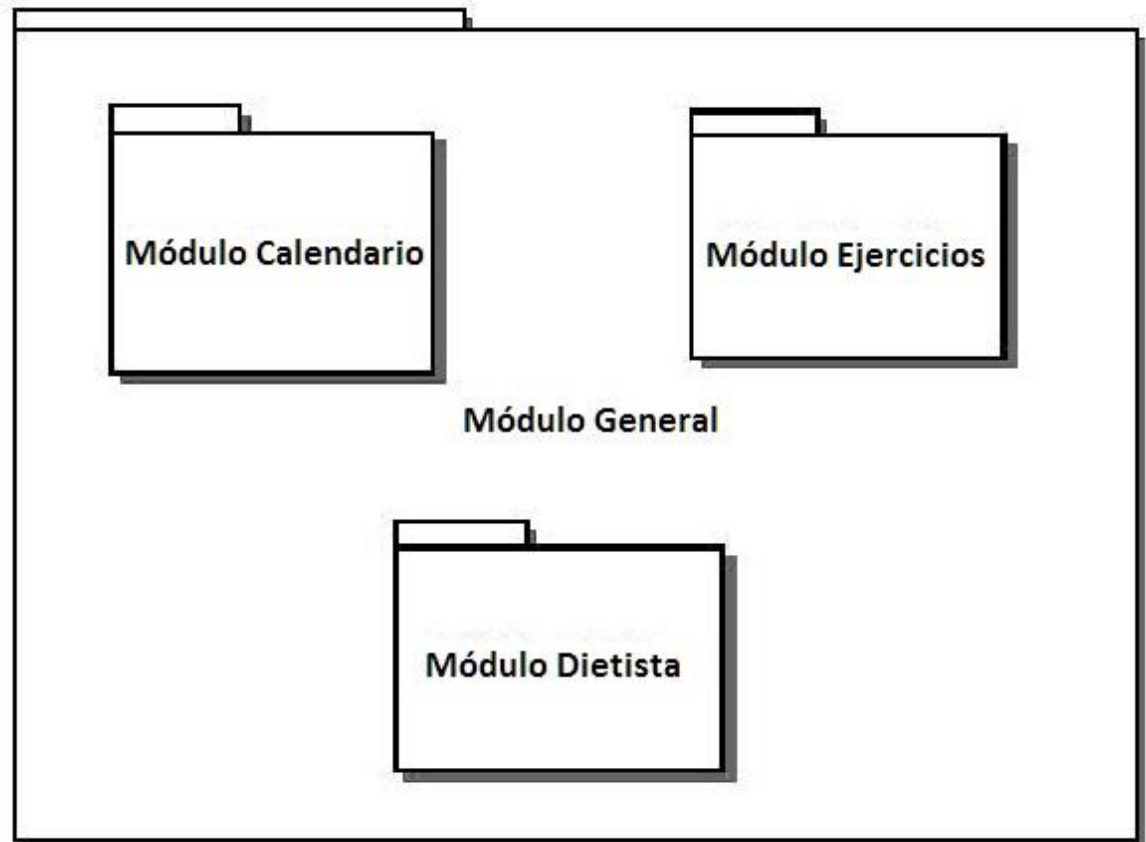 Módulo Calendario
Módulo Ejercicios
Módulo General
Módulo Dietista